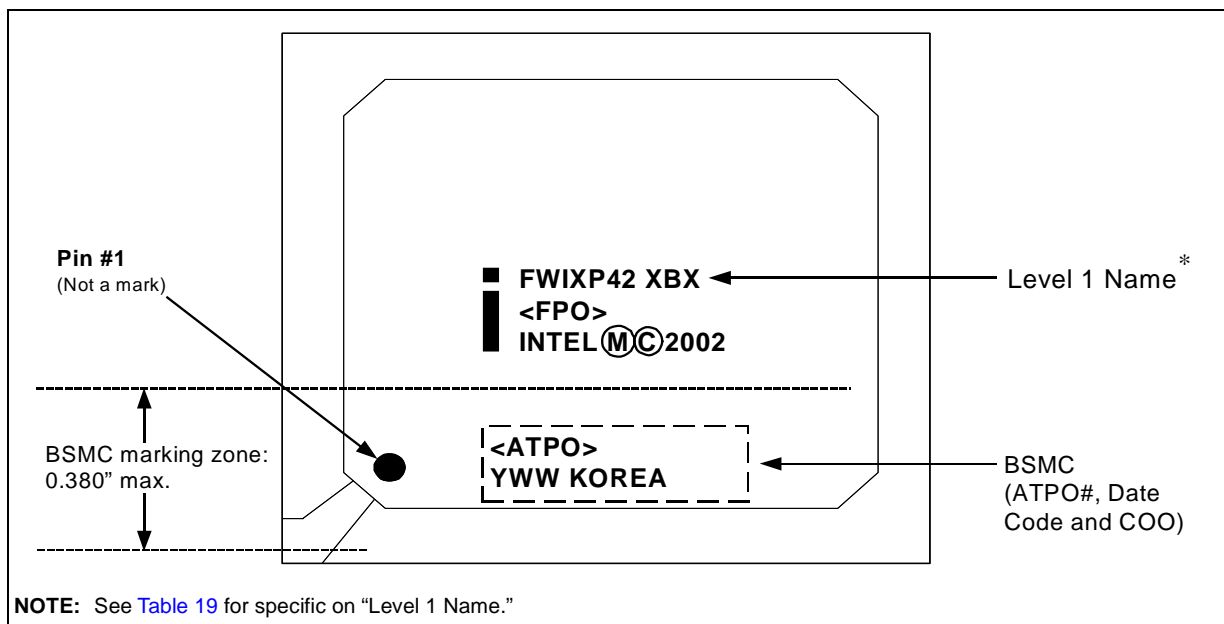 FWIXP42 XBX
<FPO>
INTEL Ⓜ©2002
Level 1 Name*
Pin #1
(Not a mark)
BSMC marking zone:
0.380" max.
<ATPO>
YWW KOREA
BSMC
(ATPO#, Date
Code and COO)
NOTE: See Table 19 for specific on “Level 1 Name.”